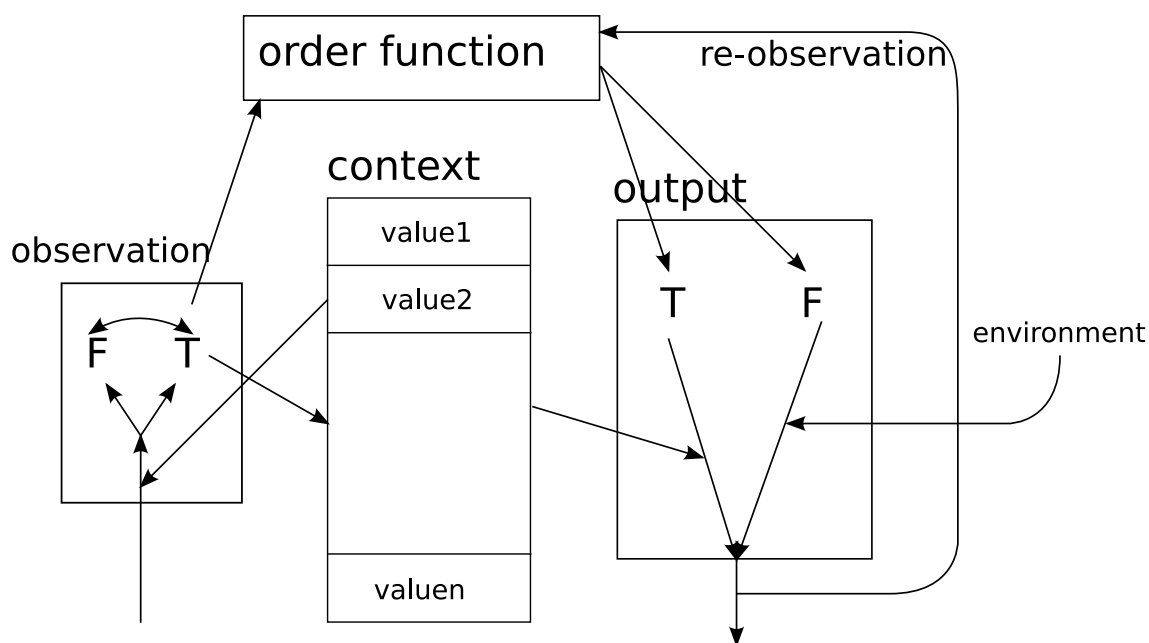 order function
re-observation
context
output
value1
observation
value2
T F
environment
F T
valuen